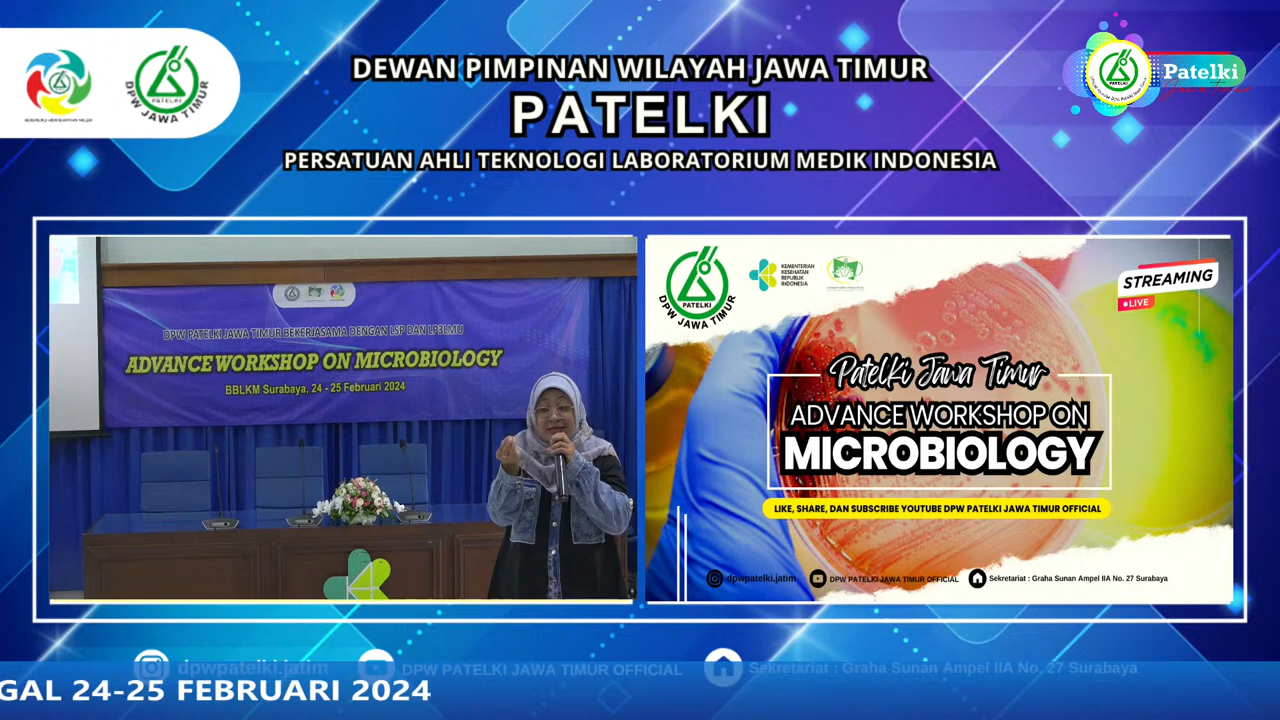 DEWAN PIMPINAN WILAYAH JAWA TIMUR
PATELKI
PERSATUAN AHLI TEKNOLOGI LABORATORIUM MEDIK INDONESIA
PATELKI
DPW JAWA TIMUR
Patelki
Jawa Timur
DPW PATELKI JAWA TIMUR BEKERJASAMA DENGAN LSP DAN LP3ILMU
ADVANCE WORKSHOP ON MICROBIOLOGY
BBLKM Surabaya, 24 - 25 Februari 2024
PATELKI
DPW JAWA TIMUR
KEMENTERIAN
KESEHATAN
REPUBLIK
INDONESIA
STREAMING
LIVE
Patelki Jawa Timur
ADVANCE WORKSHOP ON
MICROBIOLOGY
LIKE, SHARE, DAN SUBSCRIBE YOUTUBE DPW PATELKI JAWA TIMUR OFFICIAL
dpwpatelki.jatim
DPW PATELKI JAWA TIMUR OFFICIAL
Sekretariat : Graha Sunan Ampel IIA No. 27 Surabaya
dpwpatelki.jatim
DPW PATELKI JAWA TIMUR OFFICIAL
Sekretariat : Graha Sunan Ampel IIA No. 27 Surabaya
GAL 24-25 FEBRUARI 2024